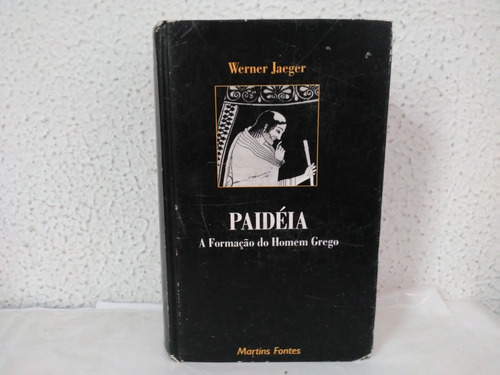 Werner Jaeger
PAIDÉIA
A Formação do Homem Grego
Martins Fontes